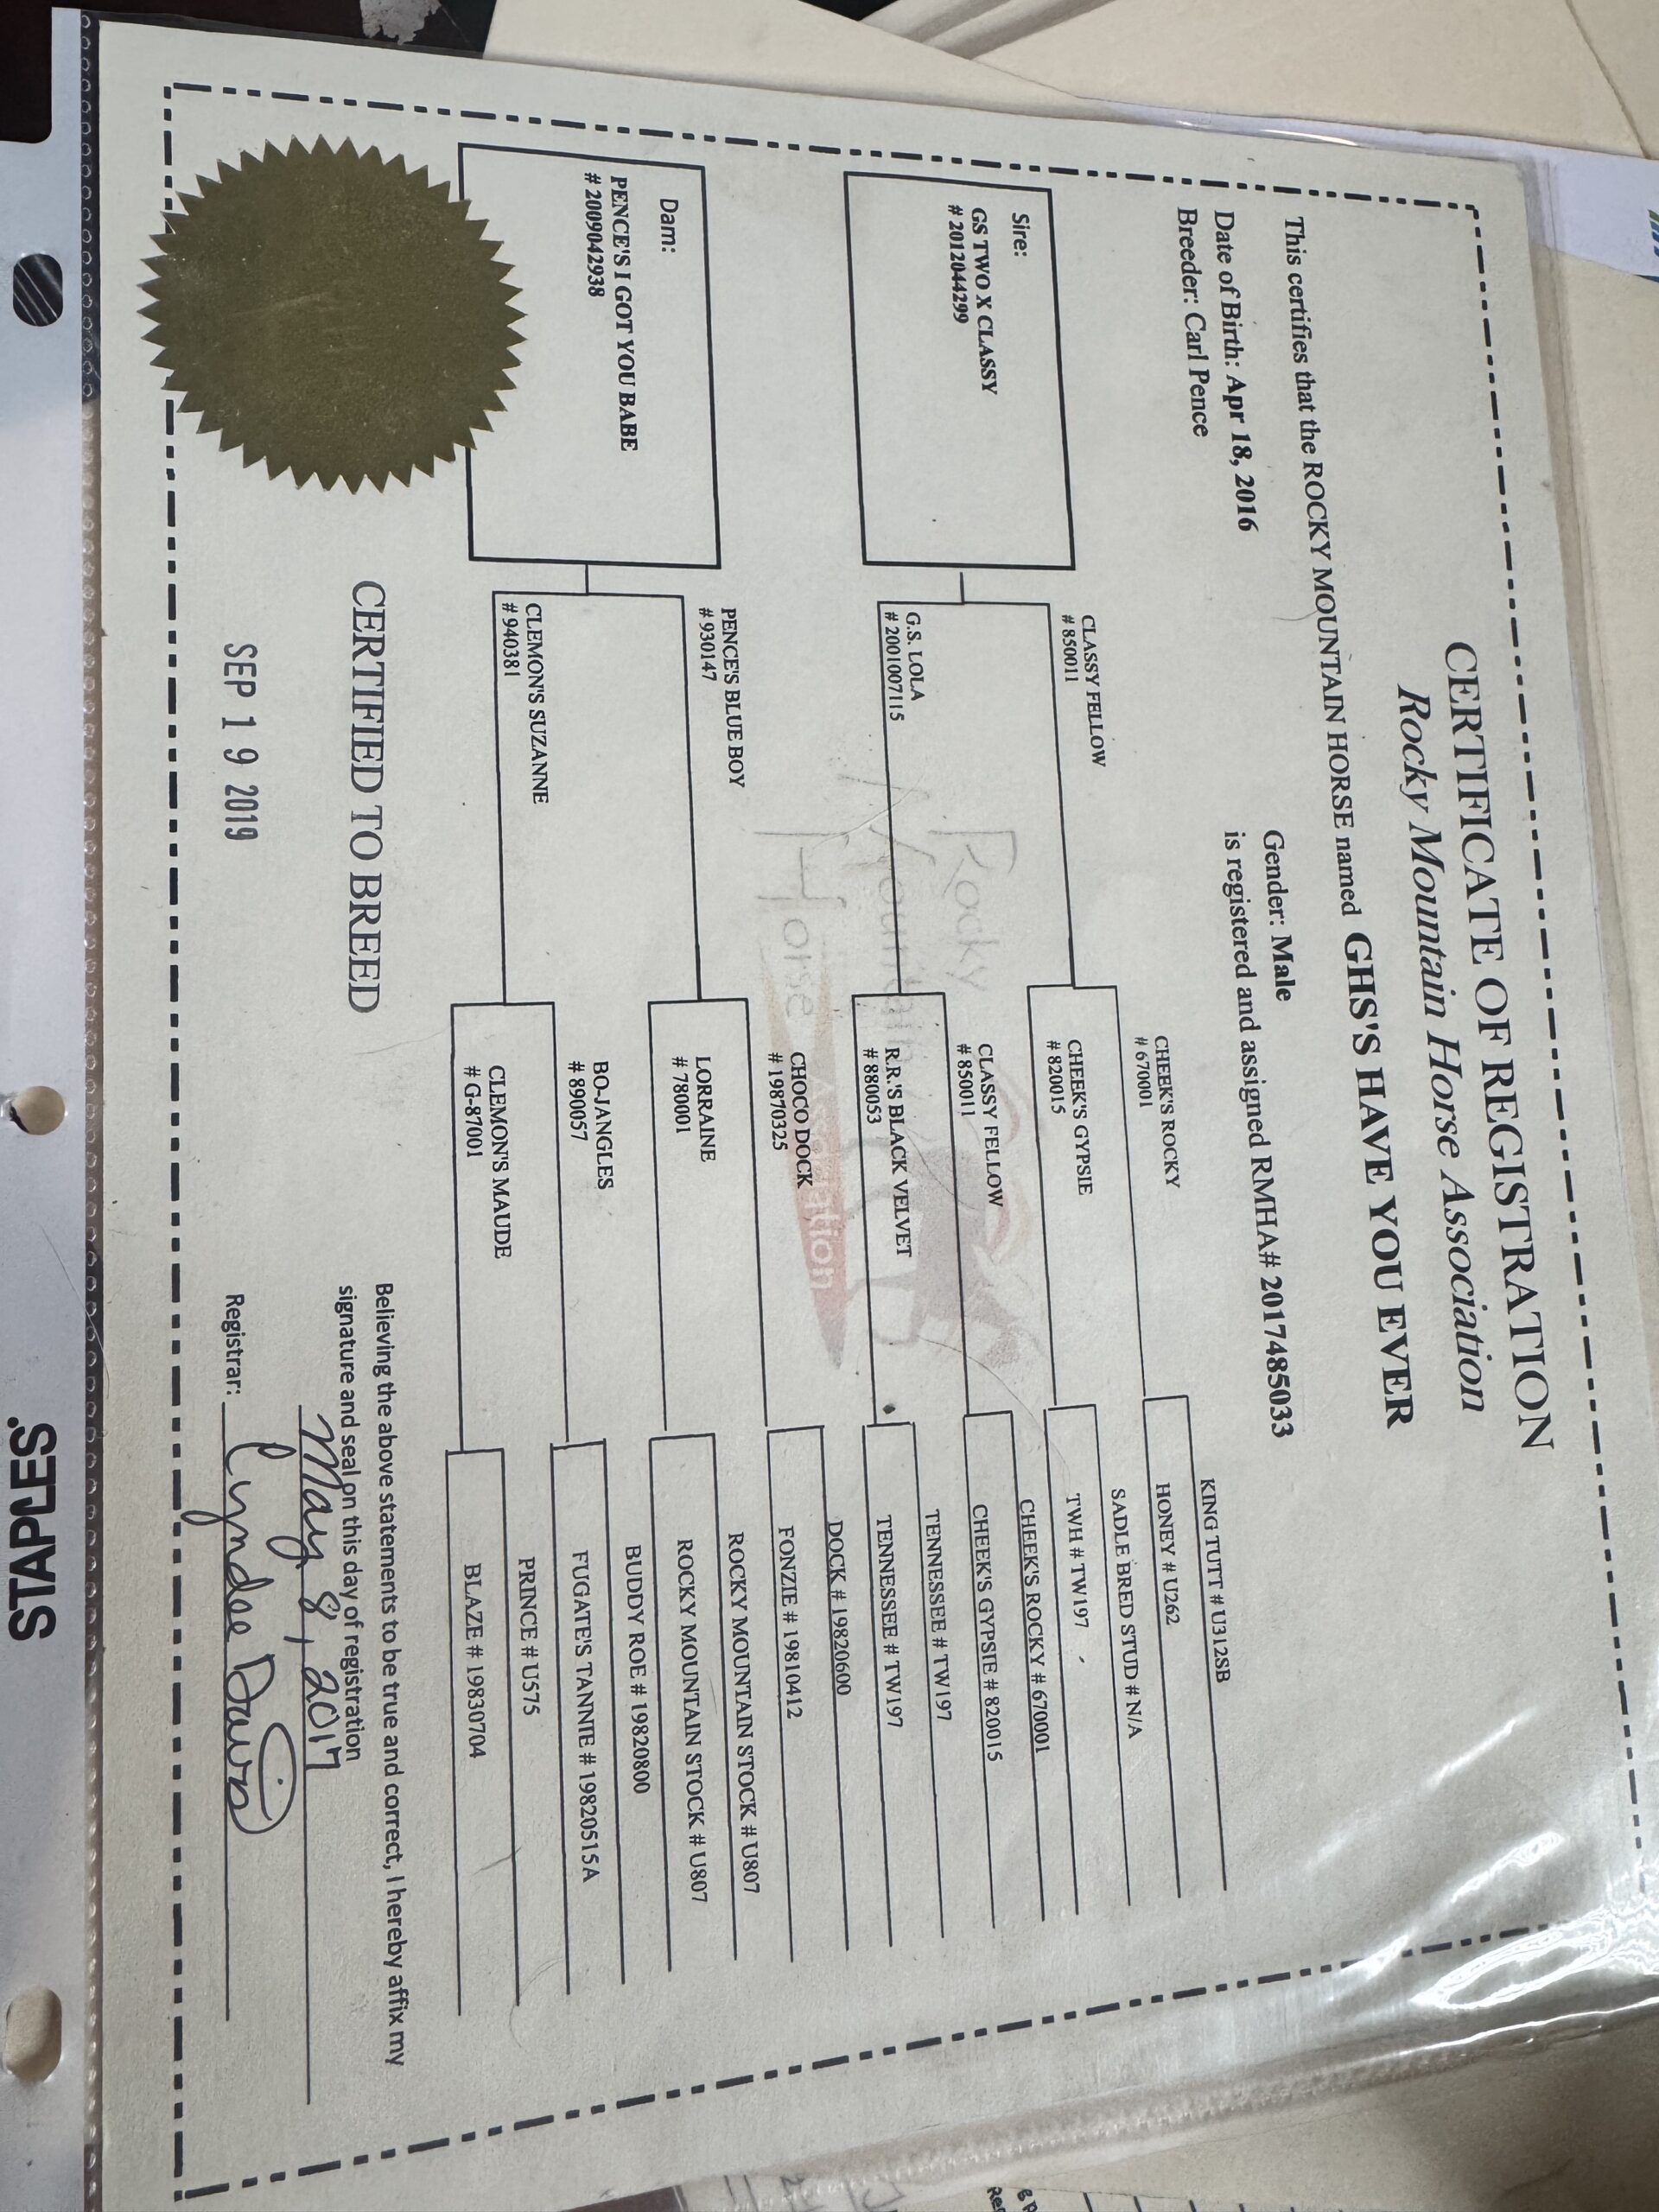 CERTIFICATE OF REGISTRATION
Rocky Mountain Horse Association
This certifies that the ROCKY MOUNTAIN HORSE named GHS'S HAVE YOU EVER
Date of Birth: Apr 18, 2016
Gender: Male
Breeder: Carl Pence
is registered and assigned RMHA# 2017485033
Sire:
GS TWO X CLASSY
# 2012044299
CLASSY FELLOW
# 850011
G.S. LOLA
# 2001007115
CHEEK'S ROCKY
# 670001
CHEEK'S GYPSIE
# 820015
CLASSY FELLOW
# 850011
R.R.'S BLACK VELVET
# 880053
KING TUTT # U312SB
HONEY # U262
SADLE BRED STUD # N/A
TWH # TW197
CHEEK'S ROCKY # 670001
CHEEK'S GYPSIE # 820015
TENNESSEE # TW197
TENNESSEE # TW197
Rocky
Mountain
Horse
Association
Dam:
PENCE'S I GOT YOU BABE
# 2009042938
PENCE'S BLUE BOY
# 930147
CLEMON'S SUZANNE
# 940381
CHOCO DOCK
# 19870325
LORRAINE
# 780001
BO-JANGLES
# 890057
CLEMON'S MAUDE
# G-87001
DOCK # 19820600
FONZIE # 19810412
ROCKY MOUNTAIN STOCK # U807
ROCKY MOUNTAIN STOCK # U807
BUDDY ROE # 19820800
FUGATE'S TANNIE # 19820515A
PRINCE # U575
BLAZE # 19830704
CERTIFIED TO BREED
SEP 19 2019
Believing the above statements to be true and correct, I hereby affix my
signature and seal on this day of registration
May 8, 2017
Registrar: Cyndee Davis
STAPLES